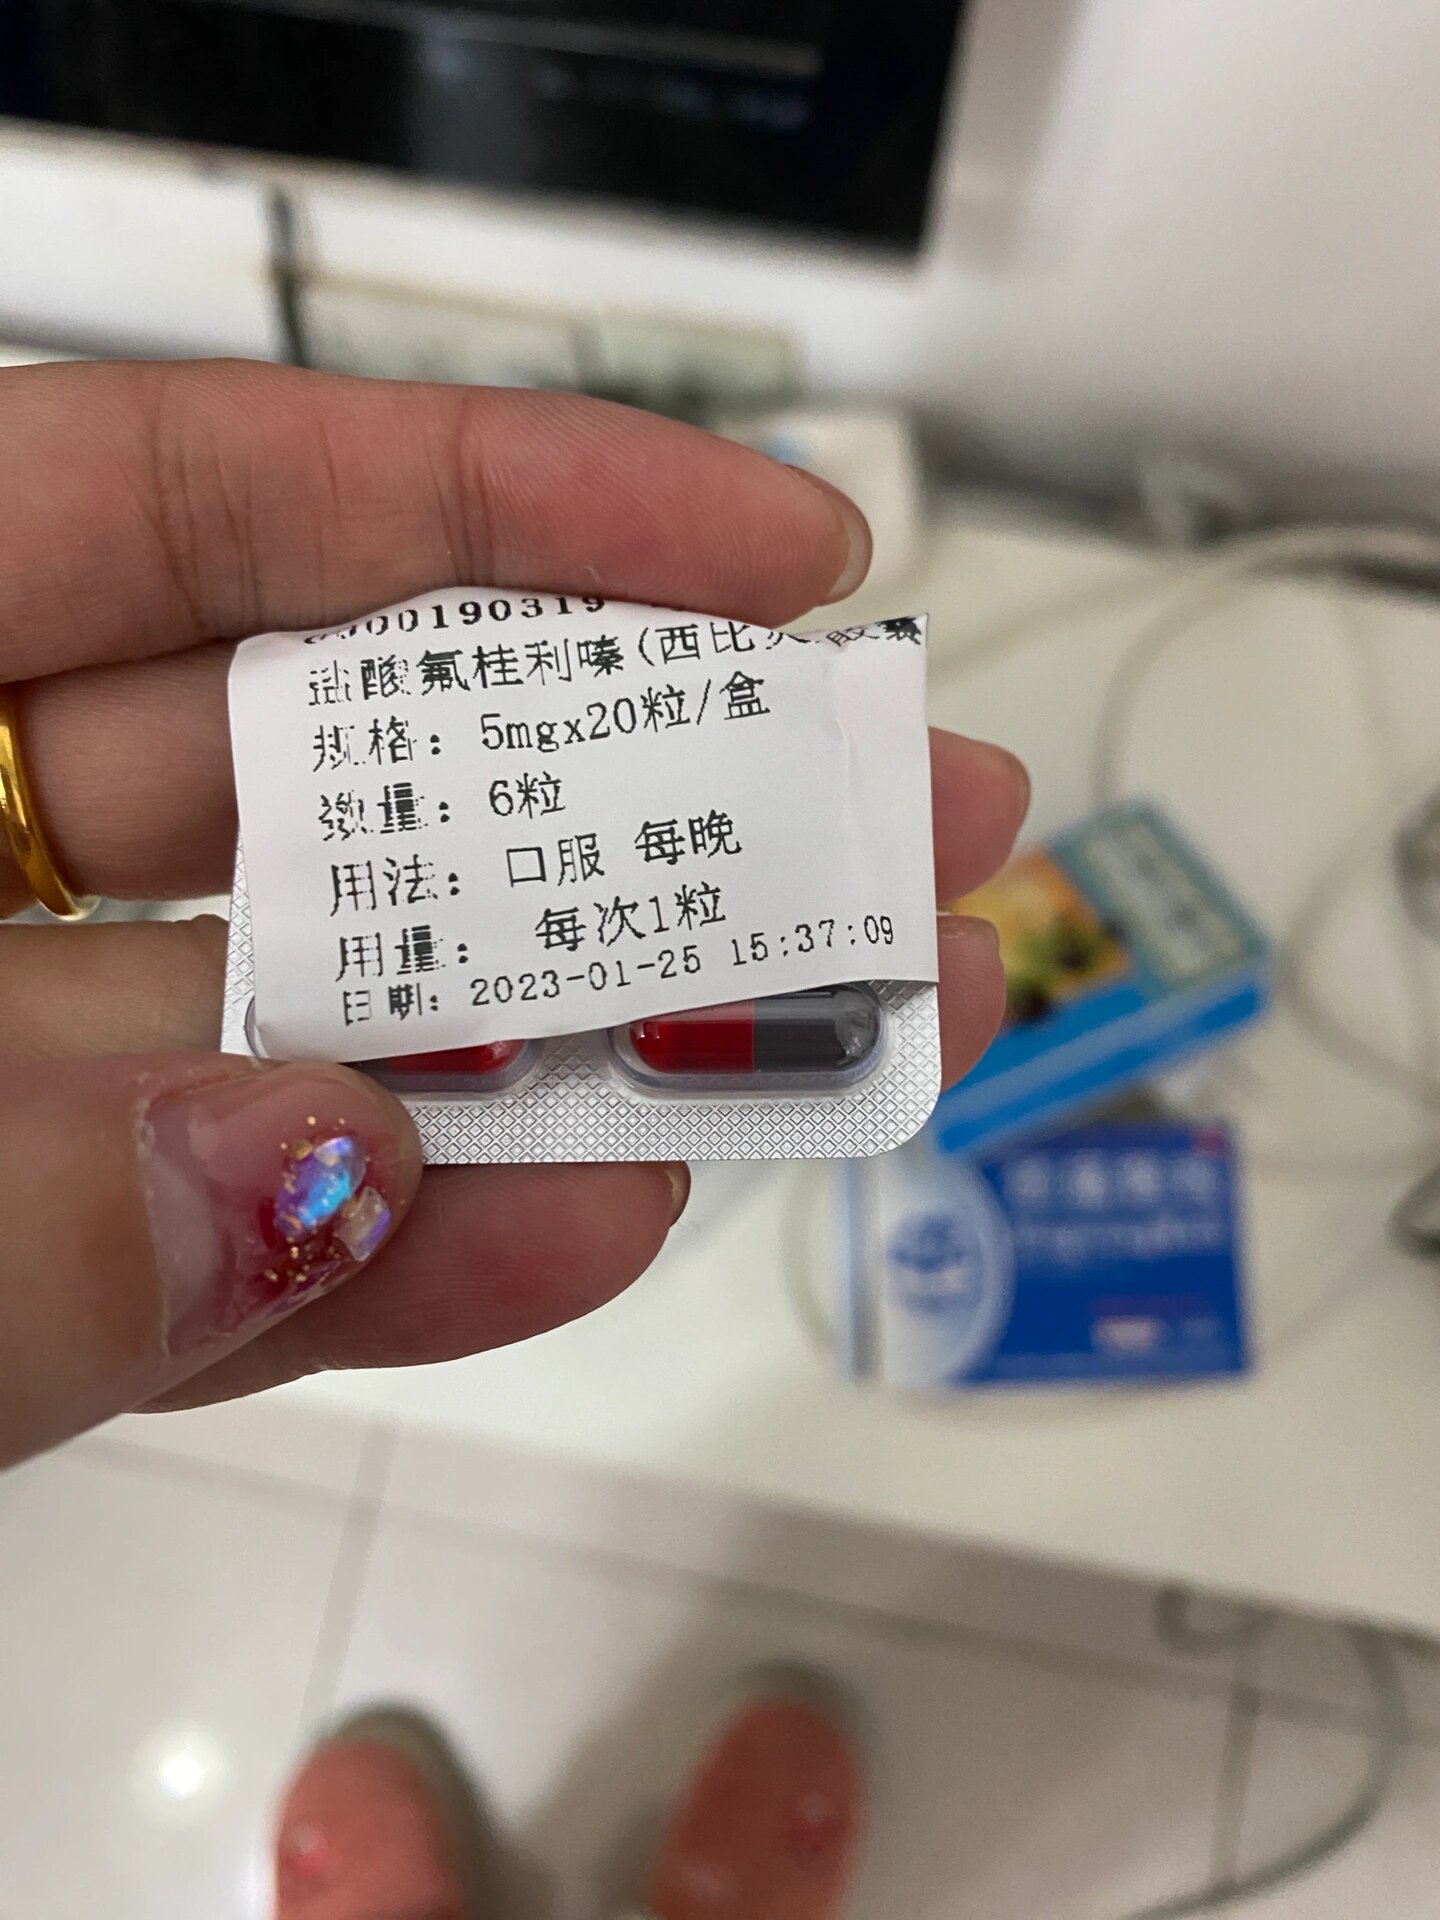 000190319
盐酸氟桂利嗪(西比灵 胶囊
规格: 5mgx20粒/盒
数量: 6粒
用法: 口服 每晚
用量: 每次1粒
日期: 2023-01-25 15:37:09